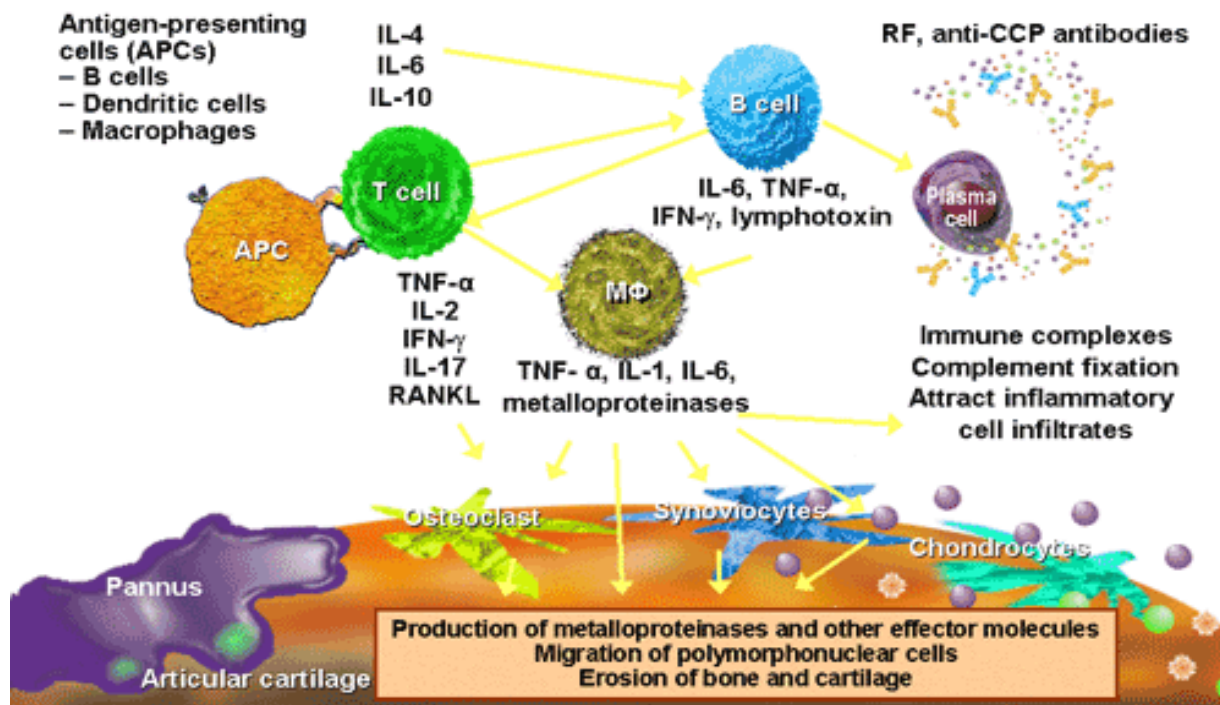 Antigen-presenting
cells (APCs)
– B cells
– Dendritic cells
– Macrophages
IL-4
IL-6
IL-10
T cell
APC
B cell
IL-6, TNF-α,
IFN-γ, lymphotoxin
RF, anti-CCP antibodies
Plasma
cell
TNF-α
IL-2
IFN-γ
IL-17
RANKL
MΦ
TNF- α, IL-1, IL-6,
metalloproteinases
Immune complexes
Complement fixation
Attract inflammatory
cell infiltrates
Osteoclast
Synoviocytes
Chondrocytes
Pannus
Articular cartilage
Production of metalloproteinases and other effector molecules
Migration of polymorphonuclear cells
Erosion of bone and cartilage